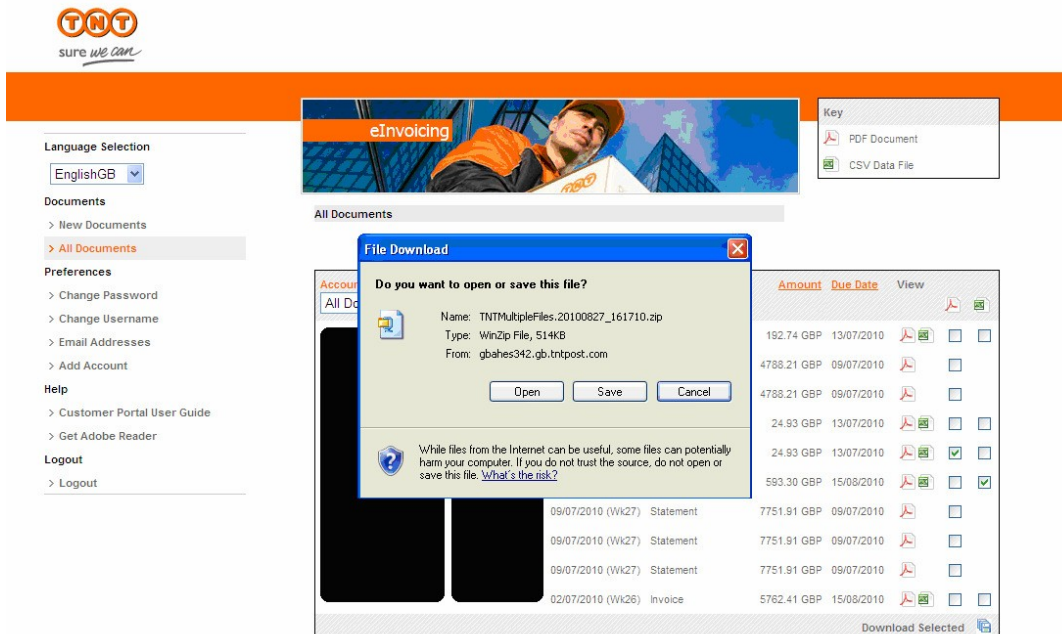 TNT
sure we can
eInvoicing
TNT
Key
PDF Document
CSV Data File
Language Selection
EnglishGB
Documents
> New Documents
> All Documents
Preferences
> Change Password
> Change Username
> Email Addresses
> Add Account
Help
> Customer Portal User Guide
> Get Adobe Reader
Logout
> Logout
All Documents
File Download
Do you want to open or save this file?
Name: TNTMultipleFiles.20100827_161710.zip
Type: WinZip File, 514KB
From: gbahes342.gb.tntpost.com
Open Save Cancel
While files from the Internet can be useful, some files can potentially
harm your computer. If you do not trust the source, do not open or
save this file. What's the risk?
Amount Due Date View
192.74 GBP 13/07/2010
4788.21 GBP 09/07/2010
4788.21 GBP 09/07/2010
24.93 GBP 13/07/2010
24.93 GBP 13/07/2010
593.30 GBP 15/08/2010
09/07/2010 (Wk27) Statement 7751.91 GBP 09/07/2010
09/07/2010 (Wk27) Statement 7751.91 GBP 09/07/2010
09/07/2010 (Wk27) Statement 7751.91 GBP 09/07/2010
02/07/2010 (Wk26) Invoice 5762.41 GBP 15/08/2010
Download Selected